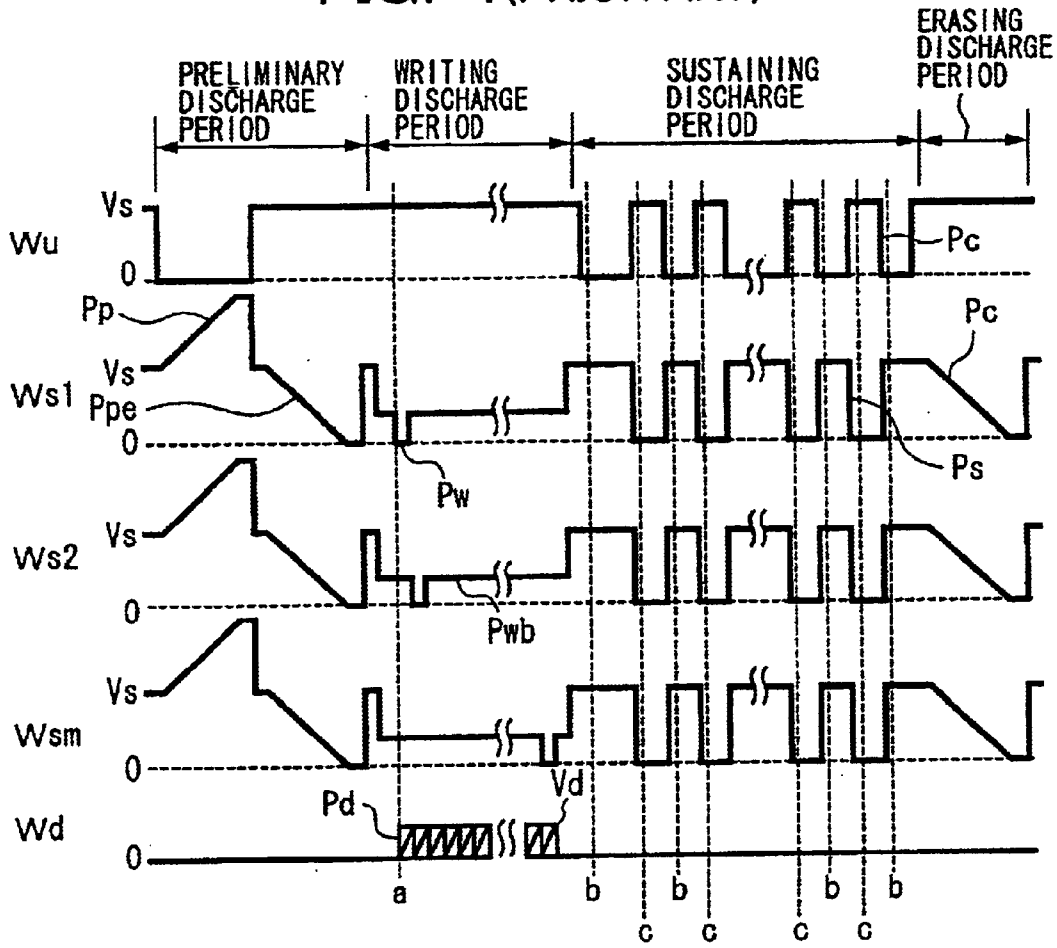 PRELIMINARY
DISCHARGE
PERIOD
WRITING
DISCHARGE
PERIOD
SUSTAINING
DISCHARGE
PERIOD
ERASING
DISCHARGE
PERIOD
Vs
Wu
0
Pc
Pp
Vs
Ws1
Ppe
0
Pw
Pc
Ps
Vs
Ws2
0
Pwb
Vs
Wsm
0
Pd
Vd
Wd
0
a b b b b
c c c c